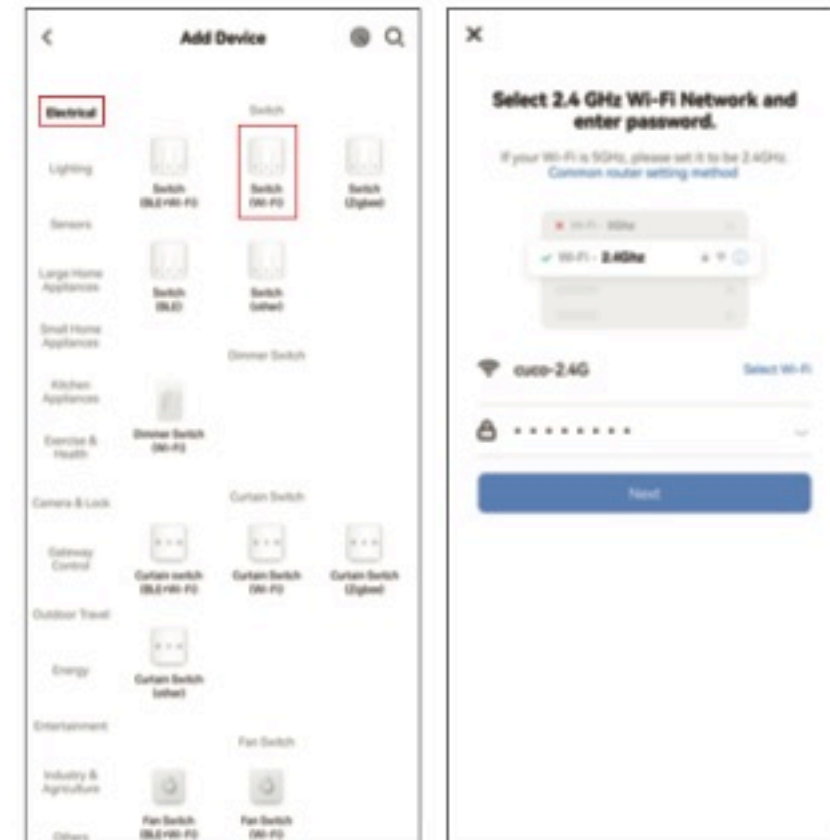 Add Device
Electrical
Lighting
Sensors
Large Home
Appliances
Small Home
Appliances
Kitchen
Appliances
Exercise &
Health
Camera & Lock
Gateway
Control
Outdoor Travel
Energy
Entertainment
Industry &
Agriculture
Others
Switch
Switch
(BLE+Wi-Fi)
Switch
(Wi-Fi)
Switch
(Zigbee)
Switch
(BLE)
Switch
(other)
Dimmer Switch
Dimmer Switch
(Wi-Fi)
Curtain Switch
Curtain switch
(BLE+Wi-Fi)
Curtain Switch
(Wi-Fi)
Curtain Switch
(Zigbee)
Curtain Switch
(other)
Fan Switch
Fan Switch
(BLE+Wi-Fi)
Fan Switch
(Wi-Fi)
Select 2.4 GHz Wi-Fi Network and
enter password.
If your Wi-Fi is 5GHz, please set it to be 2.4GHz.
Common router setting method
Wi-Fi - 5Ghz
Wi-Fi - 2.4Ghz
cuco-2.4G
Select Wi-Fi
Next